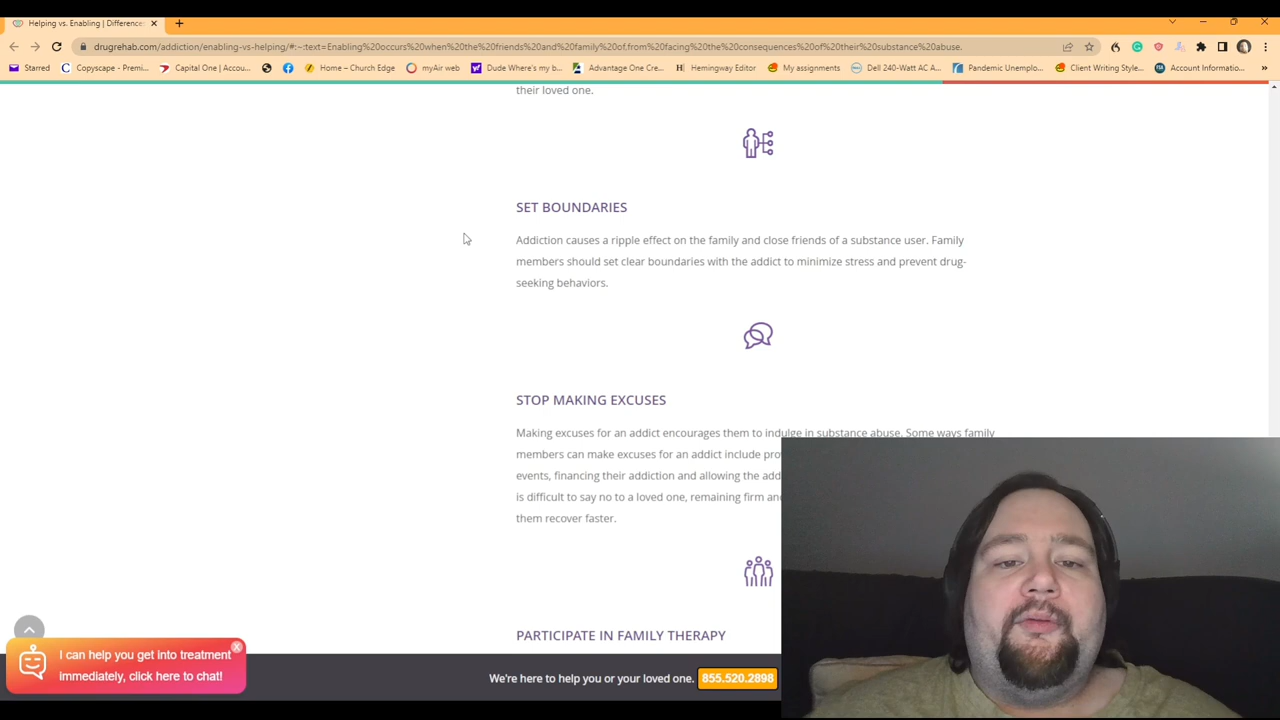 Helping vs. Enabling | Difference
drugrehab.com/addiction/enabling-vs-helping/#:~:text=Enabling%20occurs%20when%20the%20friends%20and%20family%20of,from%20facing%20the%20consequences%20of%20their%20substance%20abuse.
Starred Copyscape - Premi... Capital One | Accou... Home – Church Edge myAir web Dude Where's my b... Advantage One Cre... Hemingway Editor My assignments Dell 240-Watt AC A... Pandemic Unemplo... Client Writing Style... Account Informatio...
their loved one.
SET BOUNDARIES
Addiction causes a ripple effect on the family and close friends of a substance user. Family
members should set clear boundaries with the addict to minimize stress and prevent drug-
seeking behaviors.
STOP MAKING EXCUSES
Making excuses for an addict encourages them to indulge in substance abuse. Some ways family
members can make excuses for an addict include
events, financing their addiction and allowing the
is difficult to say no to a loved one, remaining firm
them recover faster.
PARTICIPATE IN FAMILY THERAPY
I can help you get into treatment
immediately, click here to chat!
We're here to help you or your loved one. 855.520.2898